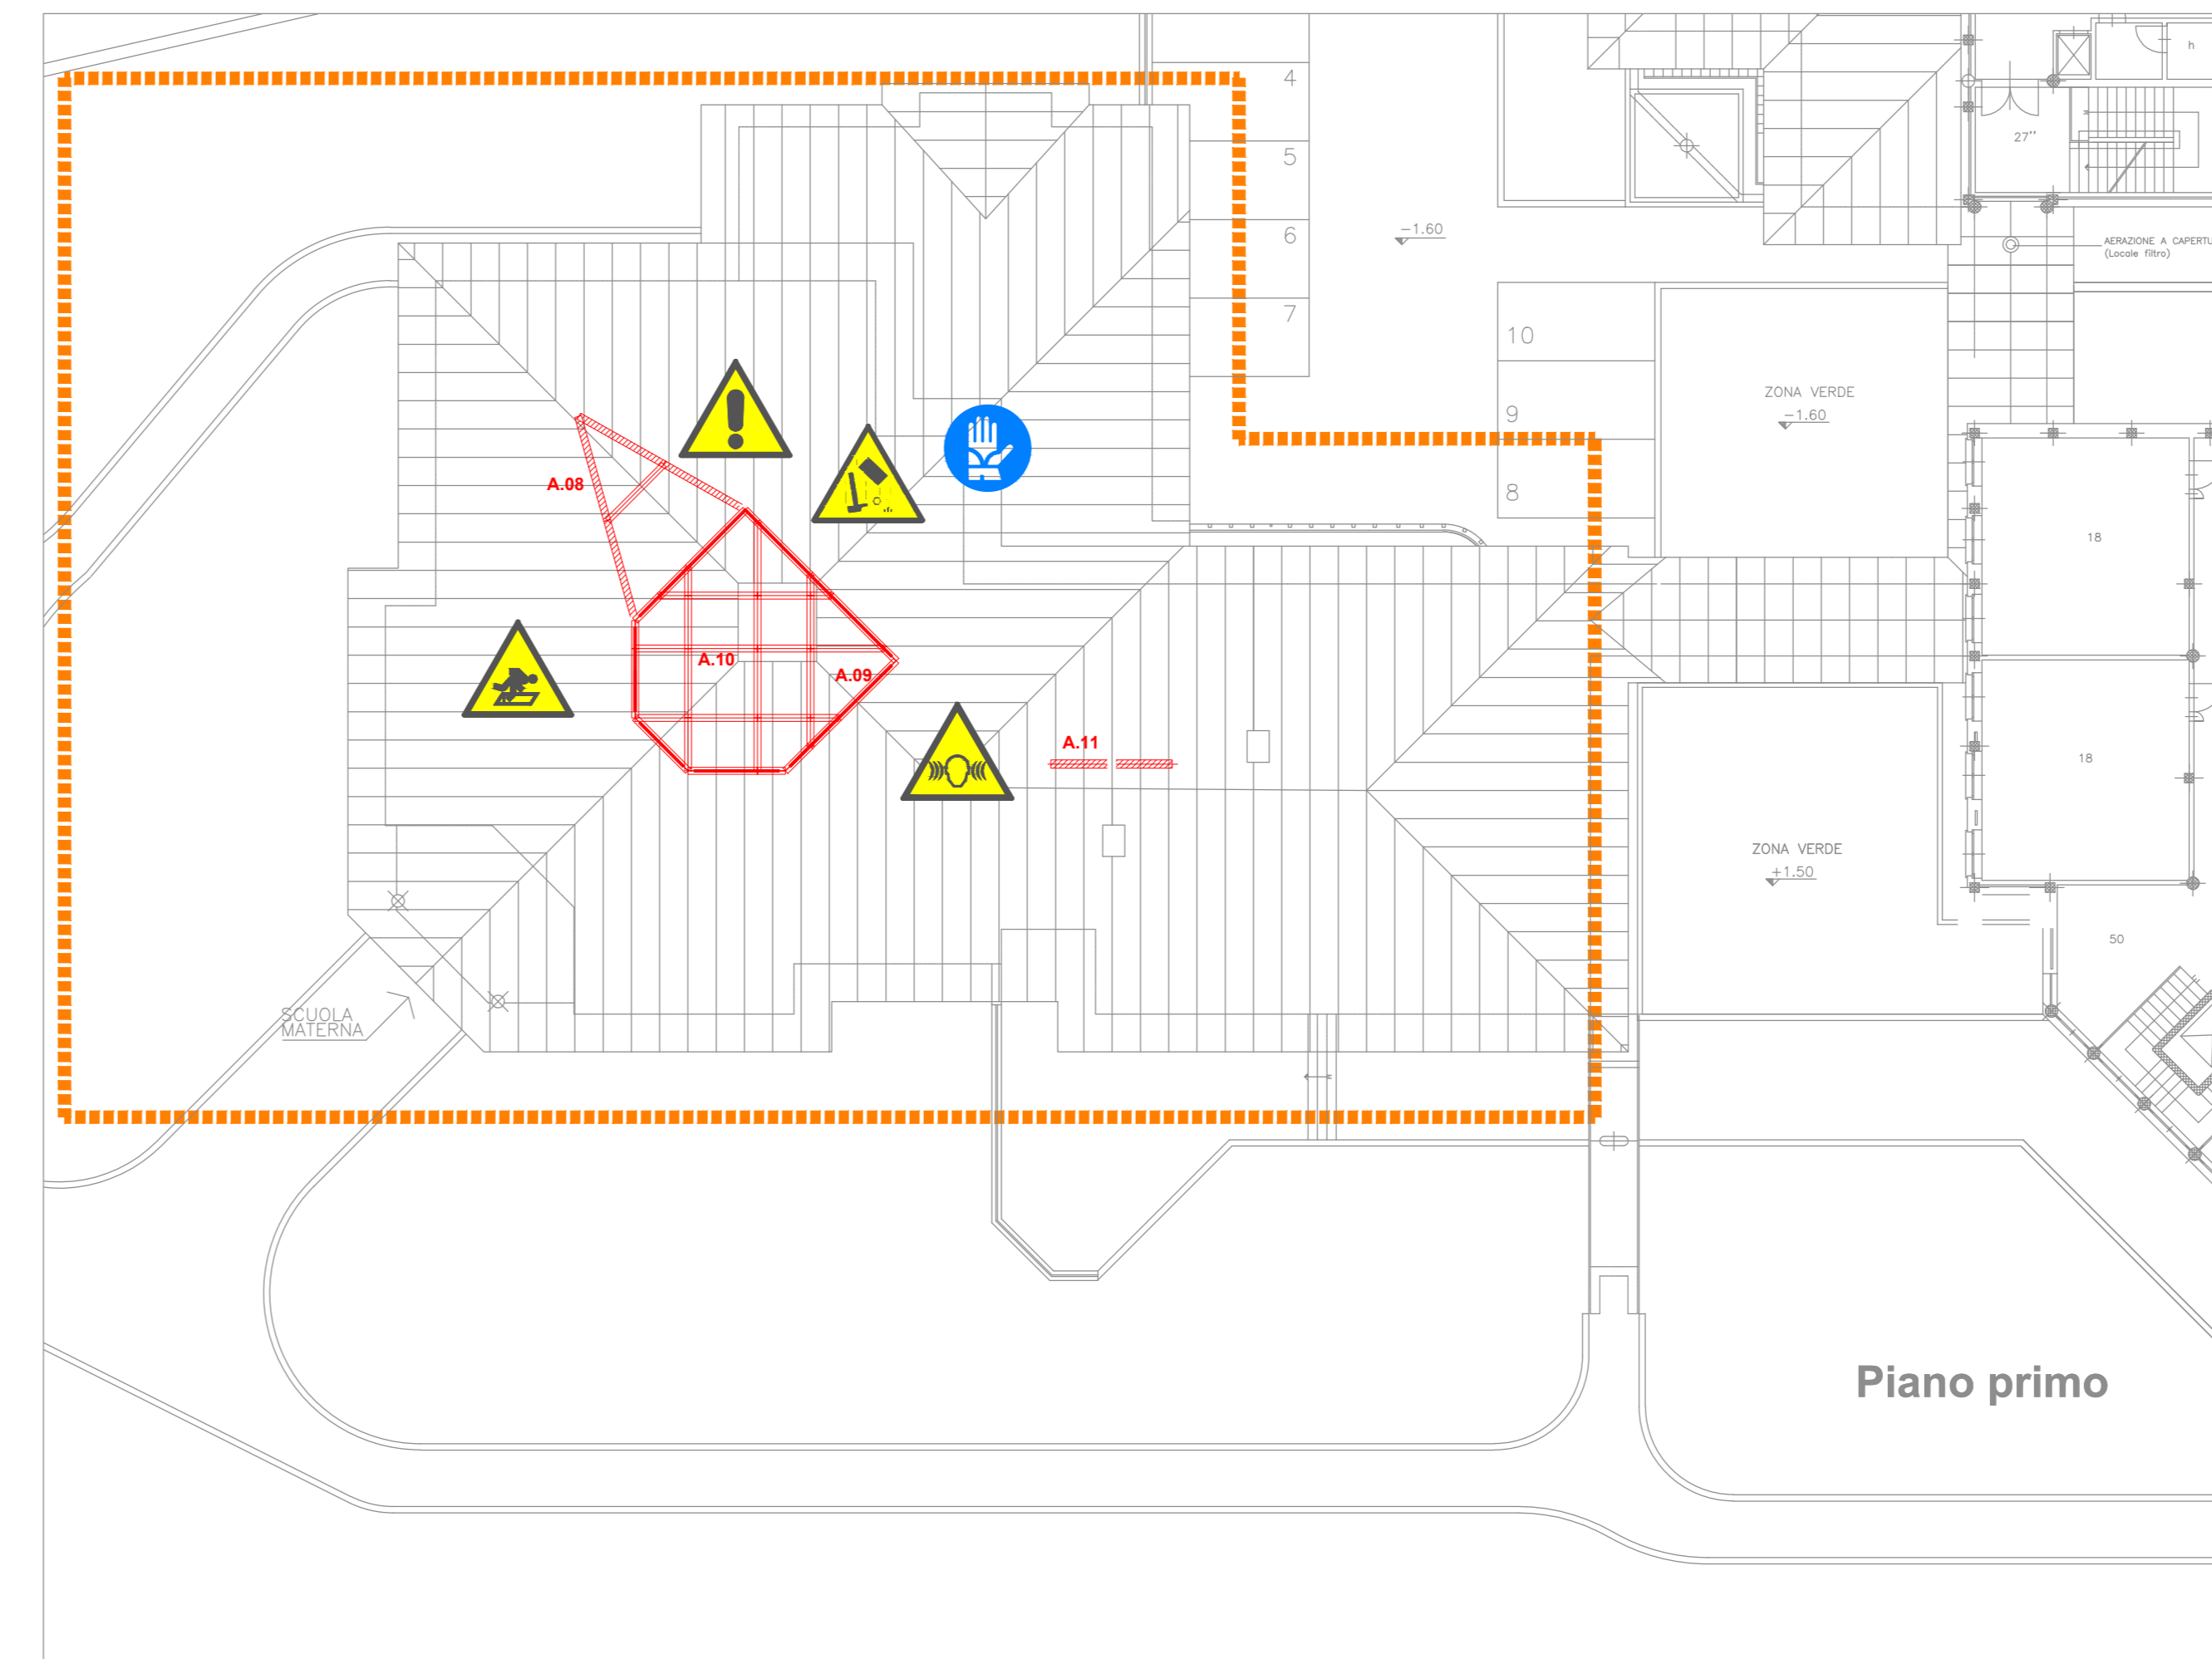 4
h
27''
5
6
-1.60
AERAZIONE A CAPERTU
(Locale filtro)
7
10
ZONA VERDE
-1.60
9
A.08
8
18
A.10
A.09
A.11
18
ZONA VERDE
+1.50
50
SCUOLA
MATERNA
Piano primo